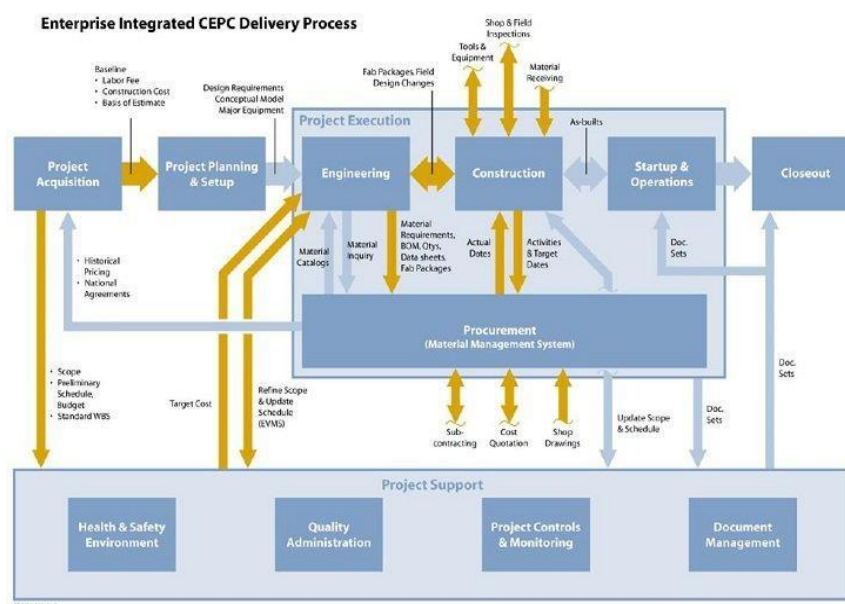 Enterprise Integrated CEPC Delivery Process
Shop & Field
Inspections
Tools &
Equipment
Material
Receiving
Baseline
• Labor Fee
• Construction Cost
• Basis of Estimate
Design Requirements
Conceptual Model
Major Equipment
Fab Packages, Field
Design Changes
As-builts
Project Execution
Project
Acquisition
Project Planning
& Setup
Engineering
Construction
Startup &
Operations
Closeout
• Historical
Pricing
• National
Agreements
Material
Catalogs
Material
Inquiry
Material
Requirements,
BOM, Qtys,
Data sheets,
Fab Packages
Actual
Dates
Activities
& Target
Dates
Doc.
Sets
Procurement
(Material Management System)
• Scope
• Preliminary
Schedule,
Budget
• Standard WBS
Target Cost
Refine Scope
& Update
Schedule
(EVMS)
Sub-
contracting
Cost
Quotation
Shop
Drawings
Update Scope
& Schedule
Doc.
Sets
Doc.
Sets
Project Support
Health & Safety
Environment
Quality
Administration
Project Controls
& Monitoring
Document
Management